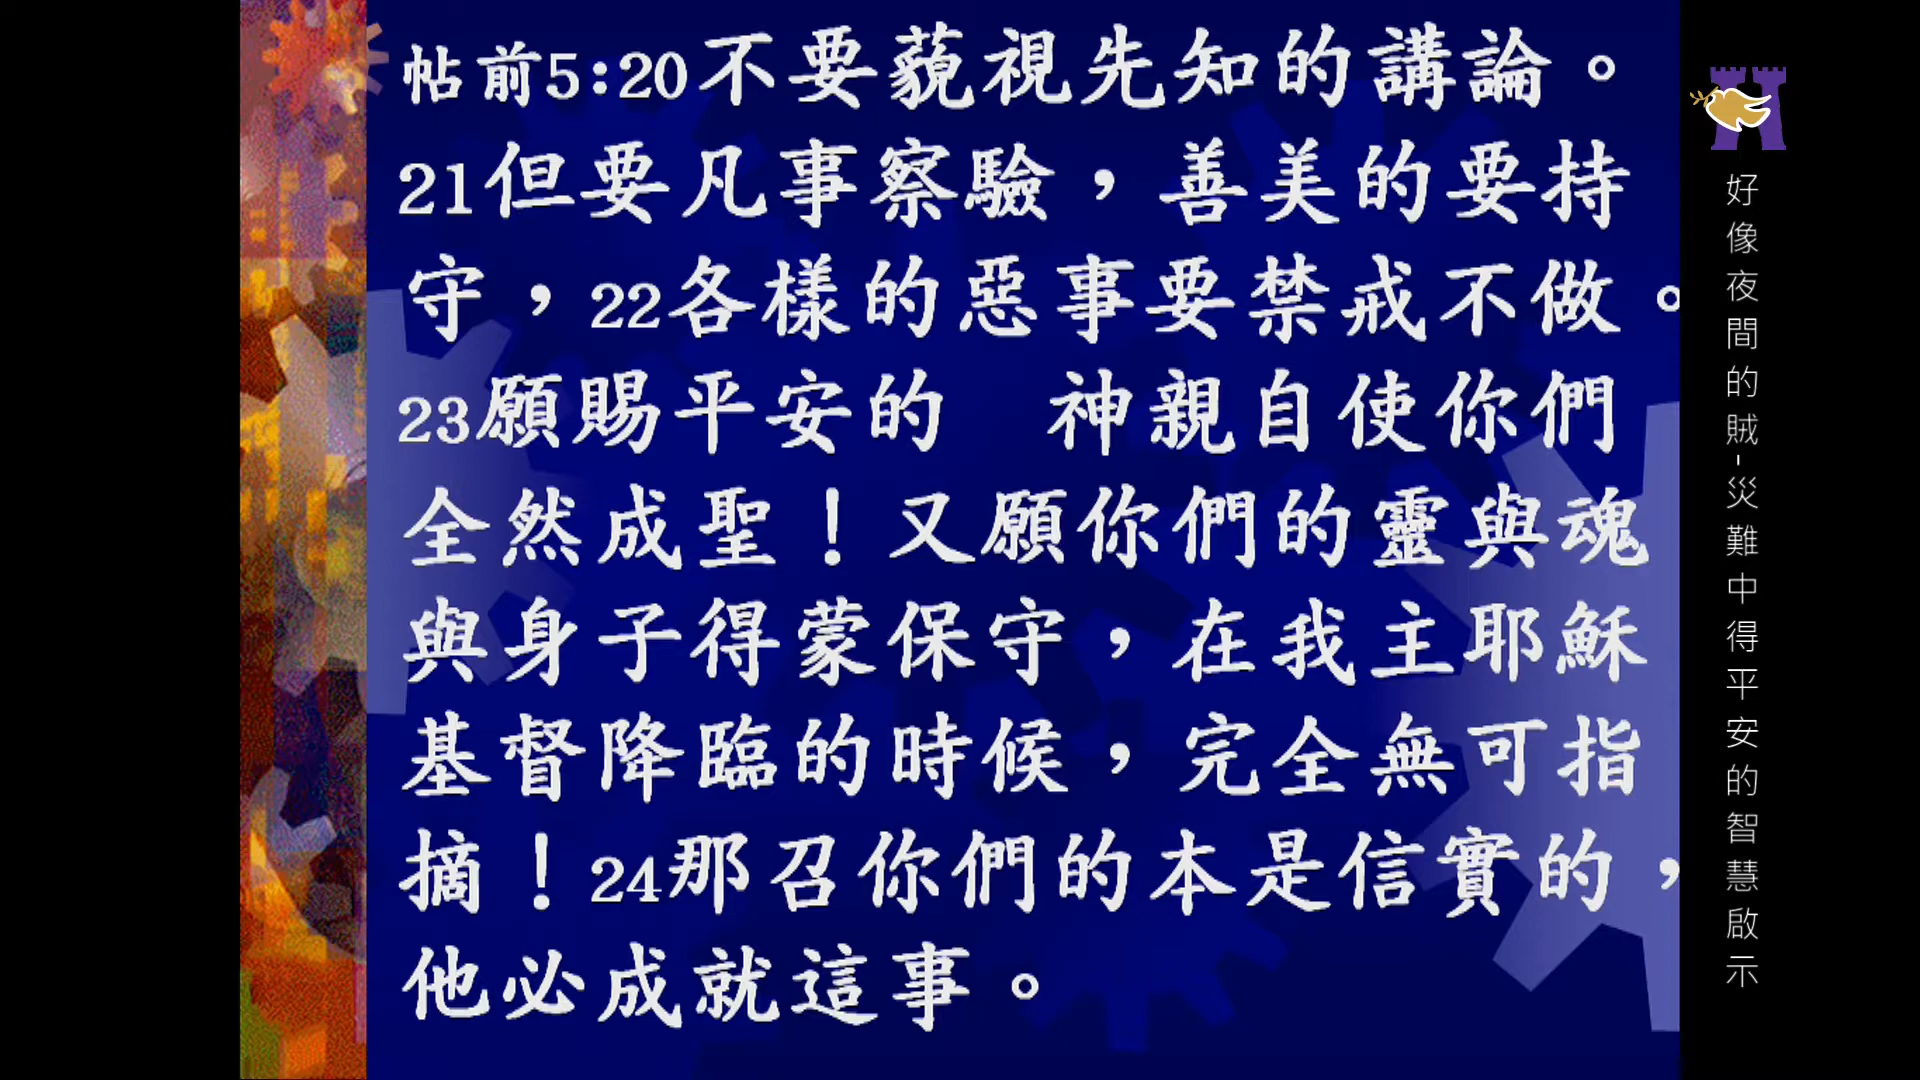 帖前5:20不要藐視先知的講論。
21但要凡事察驗，善美的要持
守，22各樣的惡事要禁戒不做。
23願賜平安的　神親自使你們
全然成聖！又願你們的靈與魂
與身子得蒙保守，在我主耶穌
基督降臨的時候，完全無可指
摘！24那召你們的本是信實的，
他必成就這事。
好像夜間的賊-災難中得平安的智慧啟示